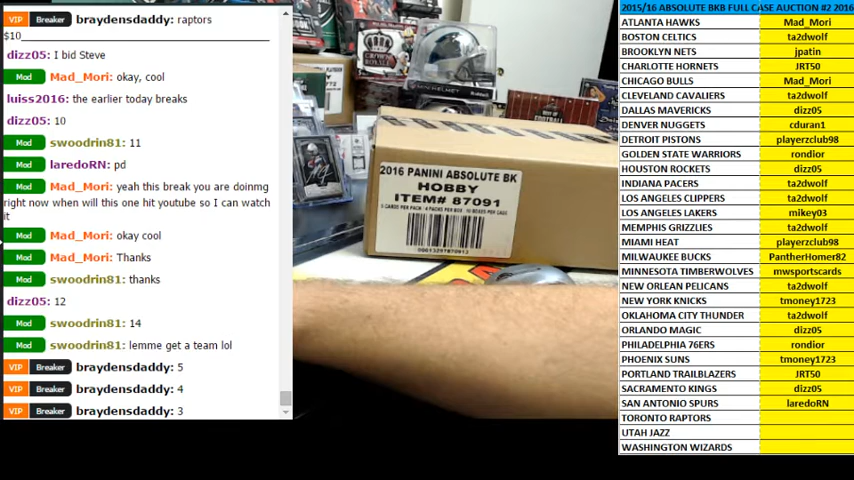 VIP Breaker braydensdaddy: raptors
$10
dizz05: I bid Steve
Mod Mad_Mori: okay, cool
luiss2016: the earlier today breaks
dizz05: 10
Mod swoodrin81: 11
Mod laredoRN: pd
Mod Mad_Mori: yeah this break you are doinmg
right now when will this one hit youtube so I can watch
it
Mod Mad_Mori: okay cool
Mod Mad_Mori: Thanks
Mod swoodrin81: thanks
dizz05: 12
Mod swoodrin81: 14
Mod swoodrin81: lemme get a team lol
VIP Breaker braydensdaddy: 5
VIP Breaker braydensdaddy: 4
VIP Breaker braydensdaddy: 3
CROWN
ROYALE
2016 PANINI ABSOLUTE BK
HOBBY
ITEM# 87091
2015/16 ABSOLUTE BKB FULL CASE AUCTION #2 2016
ATLANTA HAWKS Mad_Mori
BOSTON CELTICS ta2dwolf
BROOKLYN NETS jpatin
CHARLOTTE HORNETS JRT50
CHICAGO BULLS Mad_Mori
CLEVELAND CAVALIERS ta2dwolf
DALLAS MAVERICKS dizz05
DENVER NUGGETS cduran1
DETROIT PISTONS playerzclub98
GOLDEN STATE WARRIORS rondior
HOUSTON ROCKETS dizz05
INDIANA PACERS ta2dwolf
LOS ANGELES CLIPPERS ta2dwolf
LOS ANGELES LAKERS mikey03
MEMPHIS GRIZZLIES ta2dwolf
MIAMI HEAT playerzclub98
MILWAUKEE BUCKS PantherHomer82
MINNESOTA TIMBERWOLVES mwsportscards
NEW ORLEAN PELICANS ta2dwolf
NEW YORK KNICKS tmoney1723
OKLAHOMA CITY THUNDER ta2dwolf
ORLANDO MAGIC dizz05
PHILADELPHIA 76ERS rondior
PHOENIX SUNS tmoney1723
PORTLAND TRAILBLAZERS JRT50
SACRAMENTO KINGS dizz05
SAN ANTONIO SPURS laredoRN
TORONTO RAPTORS
UTAH JAZZ
WASHINGTON WIZARDS